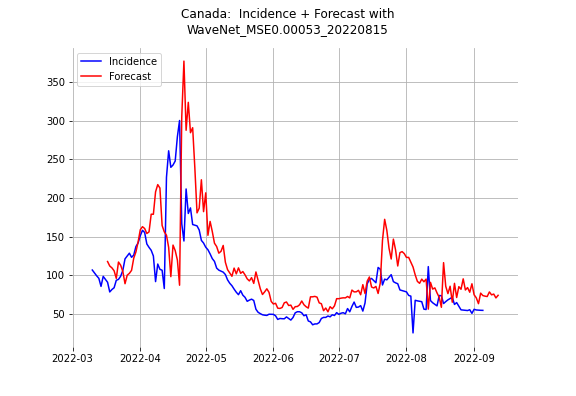 Canada:  Incidence + Forecast with
WaveNet_MSE0.00053_20220815
Incidence
Forecast
350
300
250
200
150
100
50
2022-03 2022-04 2022-05 2022-06 2022-07 2022-08 2022-09